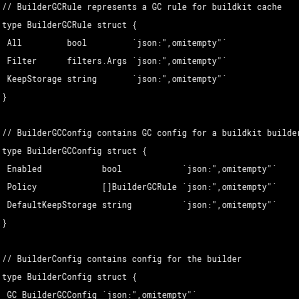 // BuilderGCRule represents a GC rule for buildkit cache
type BuilderGCRule struct {
 All         bool         `json:",omitempty"`
 Filter      filters.Args `json:",omitempty"`
 KeepStorage string       `json:",omitempty"`
}
// BuilderGCConfig contains GC config for a buildkit builder
type BuilderGCConfig struct {
 Enabled            bool            `json:",omitempty"`
 Policy             []BuilderGCRule `json:",omitempty"`
 DefaultKeepStorage string          `json:",omitempty"`
}
// BuilderConfig contains config for the builder
type BuilderConfig struct {
 GC BuilderGCConfig `json:",omitempty"`